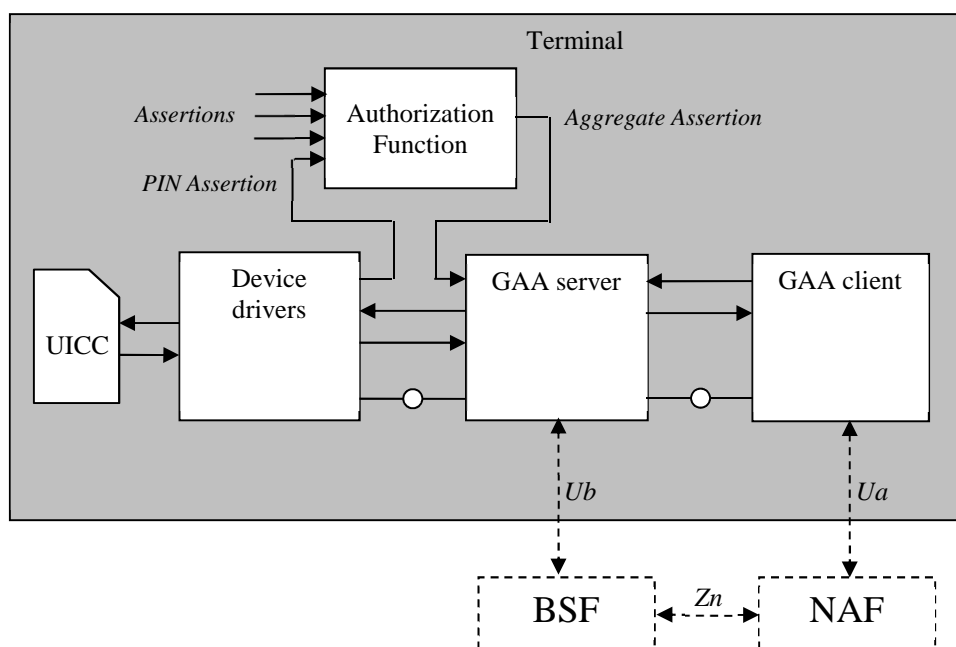 Terminal
Authorization
Function
Assertions
Aggregate Assertion
PIN Assertion
Device
drivers
GAA server
GAA client
UICC
Ub
Ua
BSF
Zn
NAF